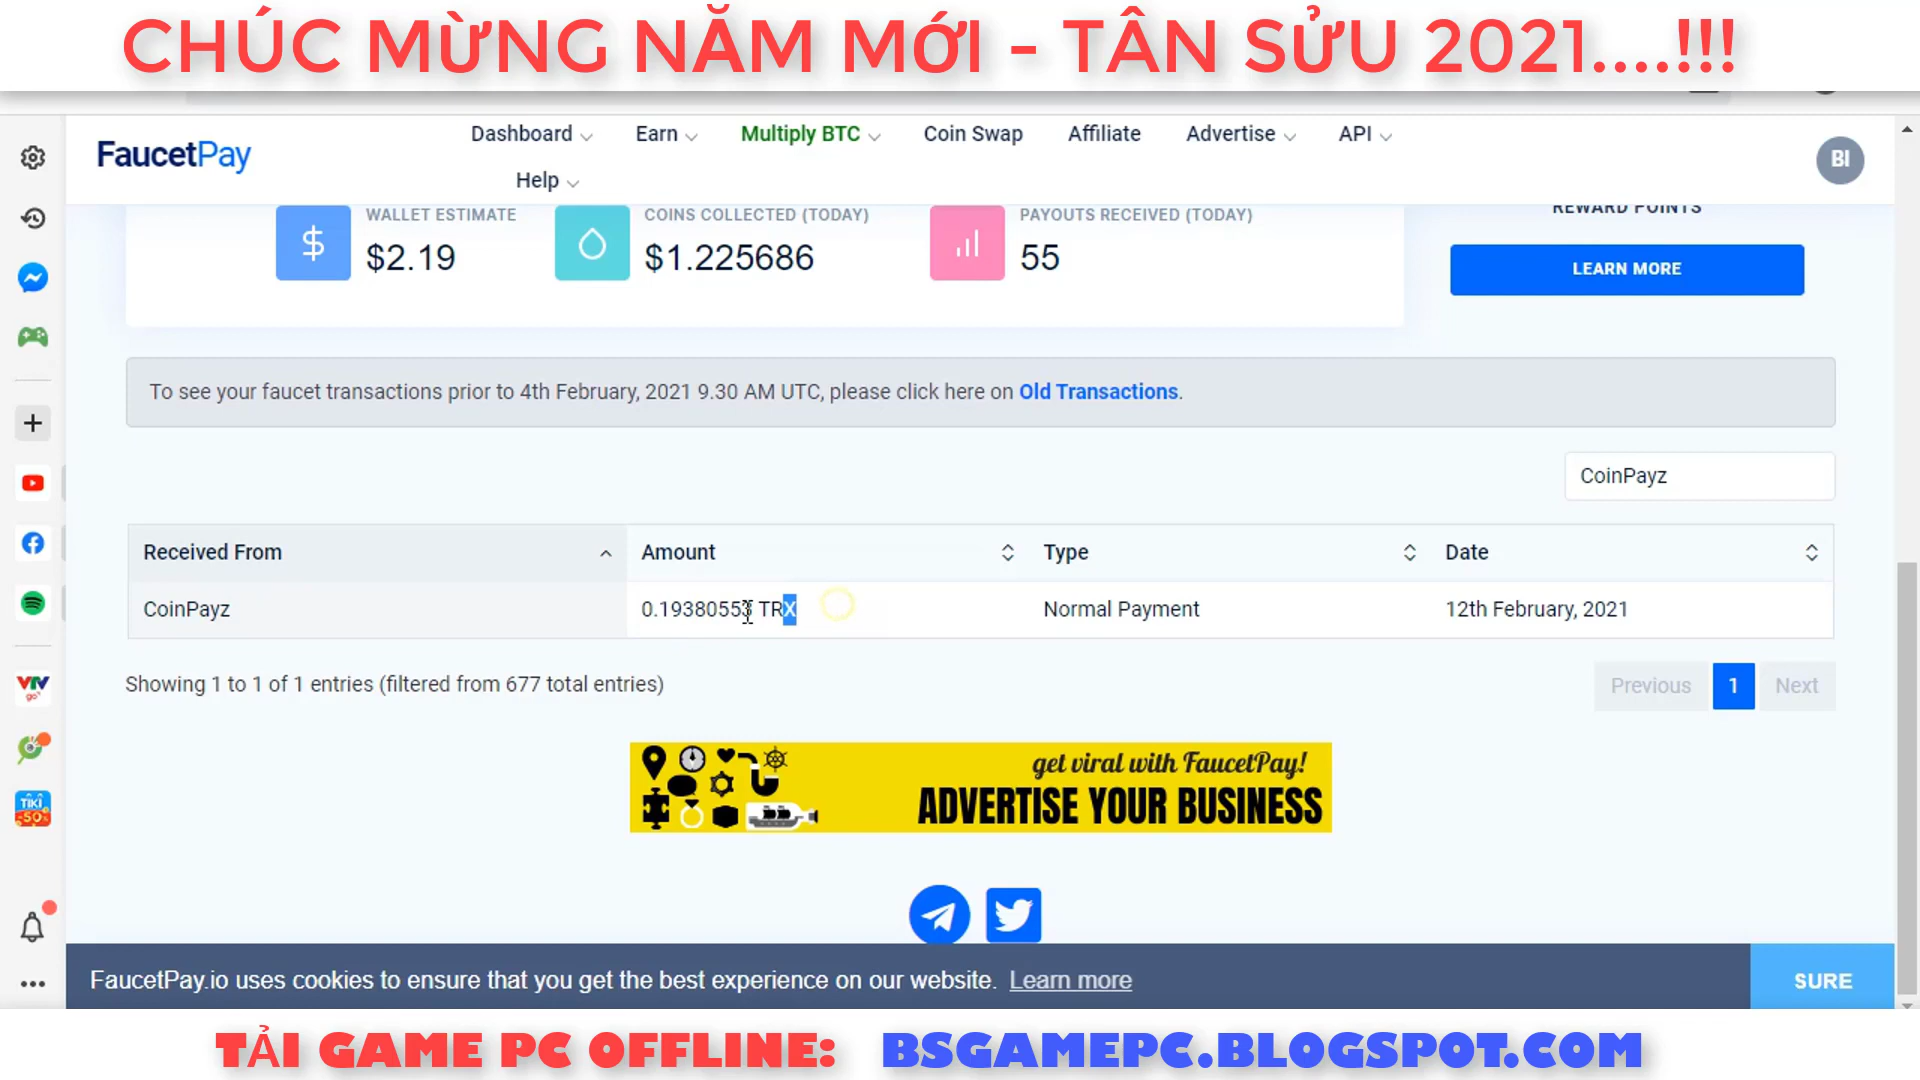 CHÚC MỪNG NĂM MỚI - TÂN SỬU 2021....!!!
FaucetPay
Dashboard Earn Multiply BTC Coin Swap Affiliate Advertise API
Help
BI
WALLET ESTIMATE
$2.19
COINS COLLECTED (TODAY)
$1.225686
PAYOUTS RECEIVED (TODAY)
55
REWARD POINTS
LEARN MORE
To see your faucet transactions prior to 4th February, 2021 9.30 AM UTC, please click here on Old Transactions.
CoinPayz
Received From Amount Type Date
CoinPayz 0.19380553 TRX Normal Payment 12th February, 2021
Showing 1 to 1 of 1 entries (filtered from 677 total entries)
Previous 1 Next
get viral with FaucetPay!
ADVERTISE YOUR BUSINESS
VTV
go
TIKI
-50%
FaucetPay.io uses cookies to ensure that you get the best experience on our website. Learn more
SURE
TẢI GAME PC OFFLINE: BSGAMEPC.BLOGSPOT.COM